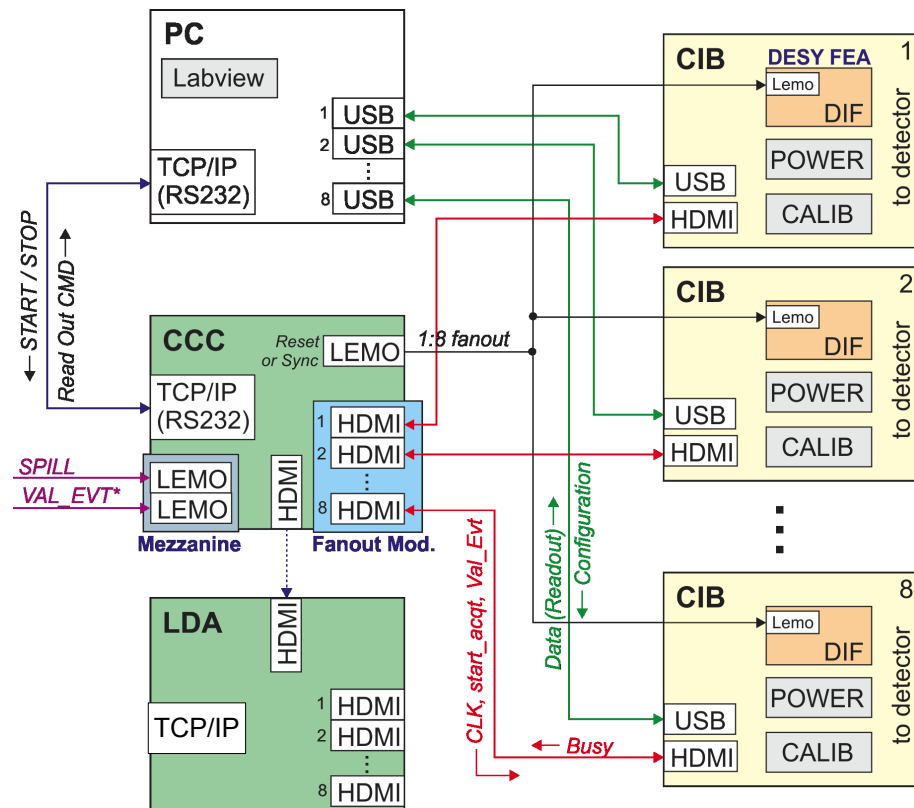 PC
Labview
1 USB
2 USB
8 USB
TCP/IP
(RS232)
← START / STOP
Read Out CMD →
CCC
Reset
or Sync
LEMO
1:8 fanout
TCP/IP
(RS232)
1 HDMI
2 HDMI
8 HDMI
HDMI
SPILL
VAL_EVT*
LEMO
LEMO
Mezzanine
Fanout Mod.
LDA
HDMI
TCP/IP
1 HDMI
2 HDMI
8 HDMI
CLK, start_acqt, Val_Evt
Busy
Data (Readout)
Configuration
CIB
1
DESY FEA
Lemo
DIF
POWER
CALIB
USB
HDMI
to detector
CIB
2
Lemo
DIF
POWER
CALIB
USB
HDMI
to detector
CIB
8
Lemo
DIF
POWER
CALIB
USB
HDMI
to detector